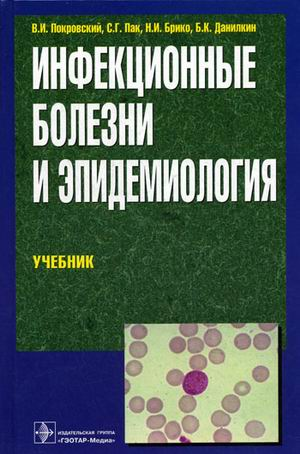 В.И. Покровский, С.Г. Пак, Н.И. Брико, Б.К. Данилкин
ИНФЕКЦИОННЫЕ
БОЛЕЗНИ
И ЭПИДЕМИОЛОГИЯ
УЧЕБНИК
ИЗДАТЕЛЬСКАЯ ГРУППА
«ГЭОТАР-Медиа»